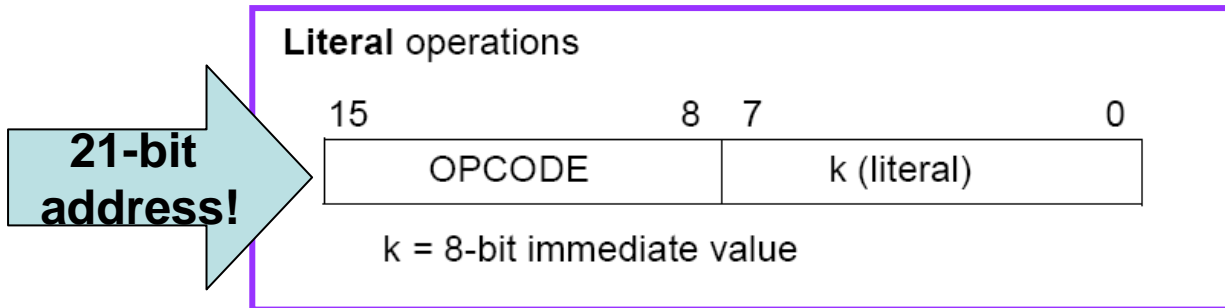 Literal operations
21-bit
address!
15 8 7 0
OPCODE k (literal)
k = 8-bit immediate value